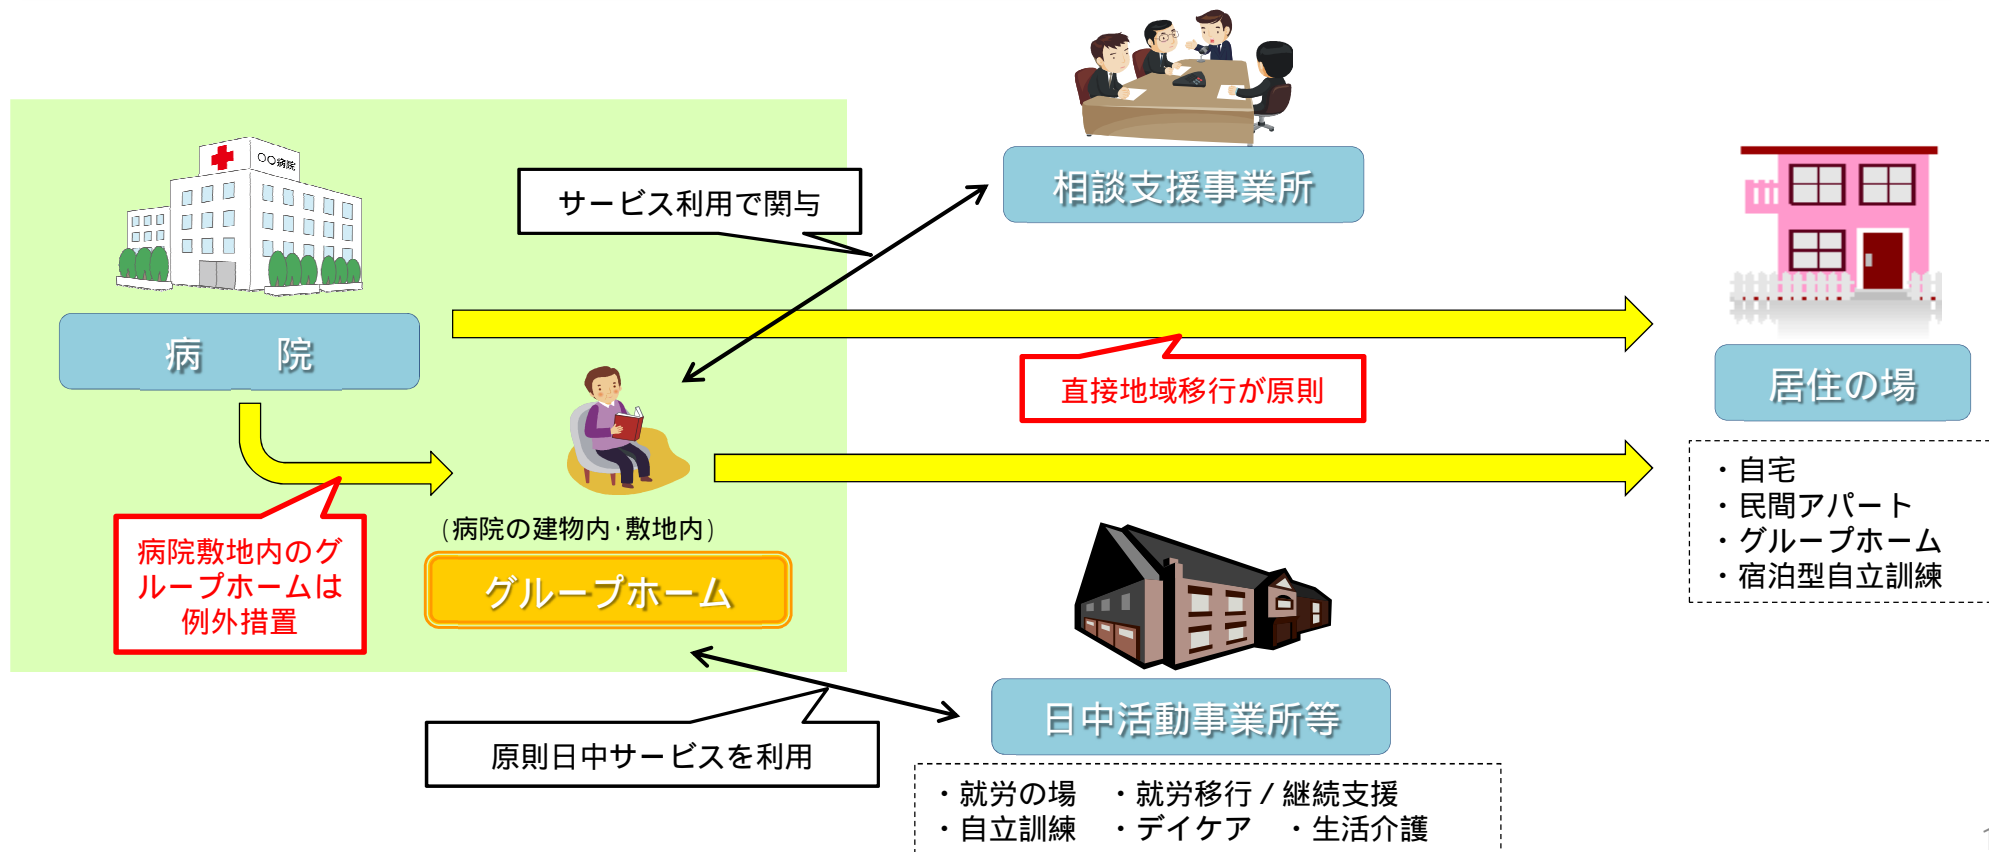 〇〇病院
サービス利用で関与
相談支援事業所
病　　院
直接地域移行が原則
居住の場
・自宅
・民間アパート
・グループホーム
・宿泊型自立訓練
病院敷地内のグ
ループホームは
例外措置
(病院の建物内・敷地内)
グループホーム
原則日中サービスを利用
日中活動事業所等
・就労の場　・就労移行 / 継続支援
・自立訓練　・デイケア　・生活介護